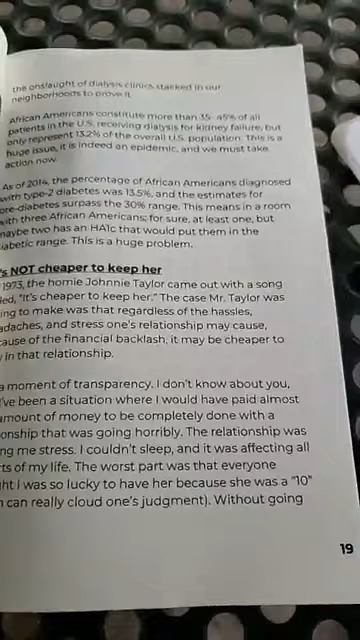 the onslaught of dialysis clinics stacked in our
neighborhoods to prove it.
African Americans constitute more than 35-45% of all
patients in the U.S. receiving dialysis for kidney failure, but
only represent 13.2% of the overall U.S. population. This is a
huge issue, it is indeed an epidemic, and we must take
action now.
As of 2014, the percentage of African Americans diagnosed
with type-2 diabetes was 13.5%, and the estimates for
pre-diabetes surpass the 30% range. This means in a room
with three African Americans; for sure, at least one, but
maybe two has an HA1c that would put them in the
iabetic range. This is a huge problem.
's NOT cheaper to keep her
1973, the homie Johnnie Taylor came out with a song
led, "It's cheaper to keep her." The case Mr. Taylor was
ing to make was that regardless of the hassles,
adaches, and stress one's relationship may cause,
cause of the financial backlash, it may be cheaper to
y in that relationship.
a moment of transparency. I don't know about you,
I've been a situation where I would have paid almost
amount of money to be completely done with a
onship that was going horribly. The relationship was
ng me stress. I couldn't sleep, and it was affecting all
ts of my life. The worst part was that everyone
ht I was so lucky to have her because she was a "10"
h can really cloud one's judgment). Without going
19